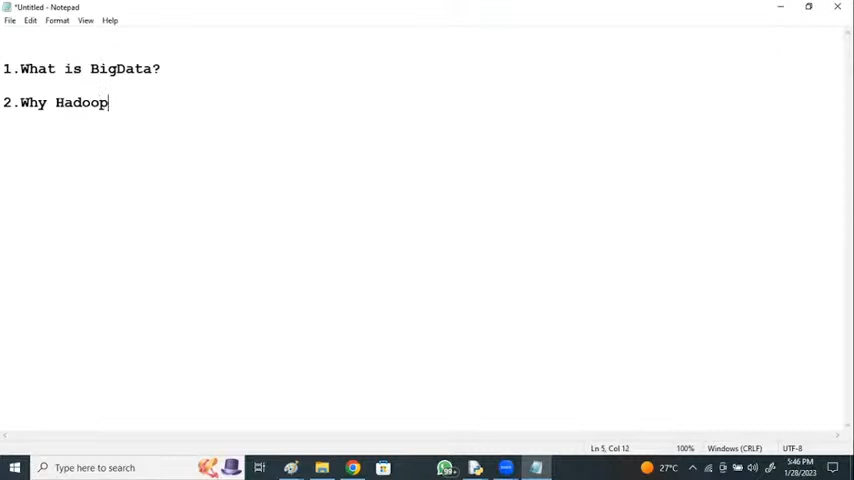 *Untitled - Notepad
File Edit Format View Help
1.What is BigData?
2.Why Hadoop
Ln 5, Col 12 100% Windows (CRLF) UTF-8
Type here to search
99+
27°C
5:46 PM
1/28/2023